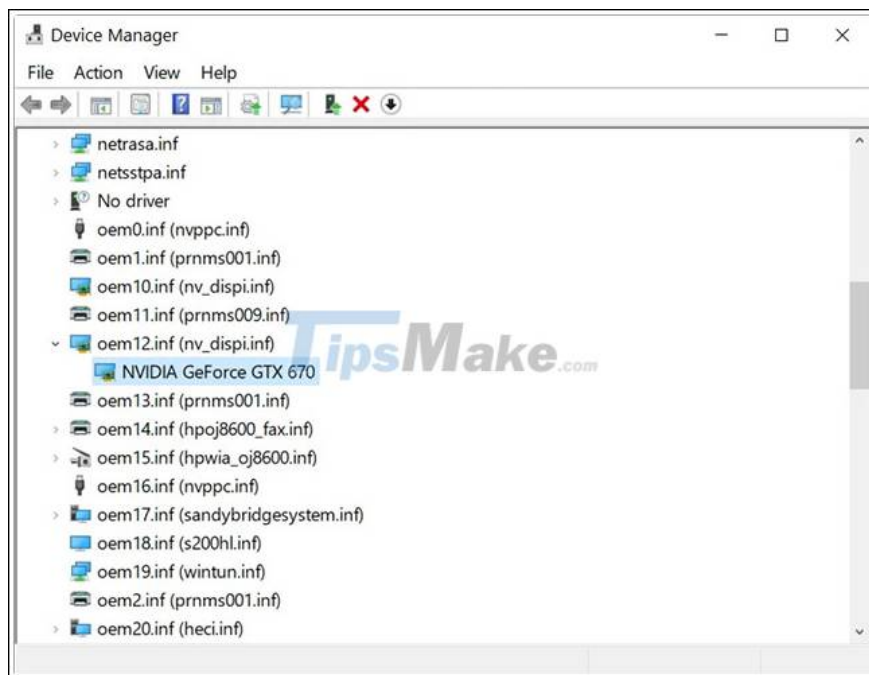 Device Manager
File Action View Help
netrasa.inf
netsstpa.inf
No driver
oem0.inf (nvppc.inf)
oem1.inf (prnms001.inf)
oem10.inf (nv_dispi.inf)
oem11.inf (prnms009.inf)
oem12.inf (nv_dispi.inf)
NVIDIA GeForce GTX 670
TipsMake.com
oem13.inf (prnms001.inf)
oem14.inf (hpoj8600_fax.inf)
oem15.inf (hpwia_oj8600.inf)
oem16.inf (nvppc.inf)
oem17.inf (sandybridgesystem.inf)
oem18.inf (s200hl.inf)
oem19.inf (wintun.inf)
oem2.inf (prnms001.inf)
oem20.inf (heci.inf)